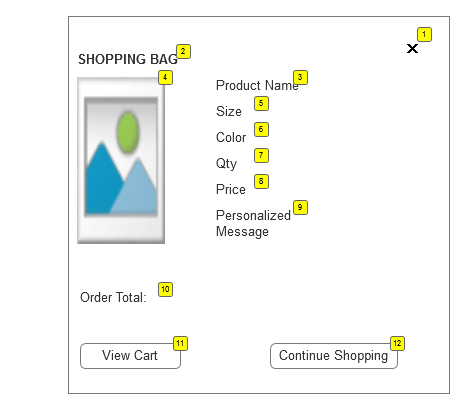 1
SHOPPING BAG 2
4
Product Name 3
Size 5
Color 6
Qty 7
Price 8
Personalized 9
Message
Order Total: 10
View Cart 11
Continue Shopping 12